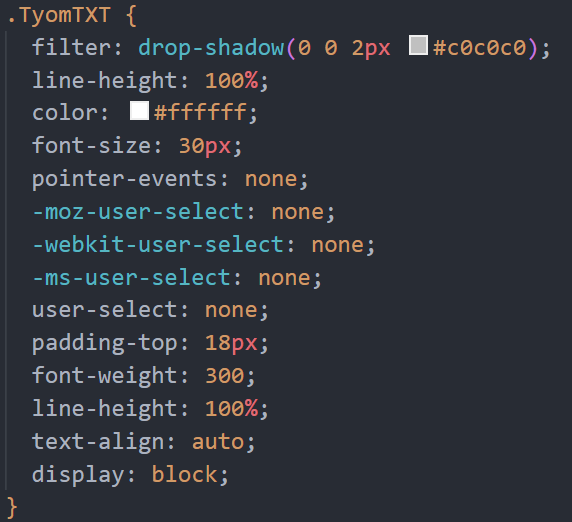 .TyomTXT {
filter: drop-shadow(0 0 2px #c0c0c0);
line-height: 100%;
color: #ffffff;
font-size: 30px;
pointer-events: none;
-moz-user-select: none;
-webkit-user-select: none;
-ms-user-select: none;
user-select: none;
padding-top: 18px;
font-weight: 300;
line-height: 100%;
text-align: auto;
display: block;
}